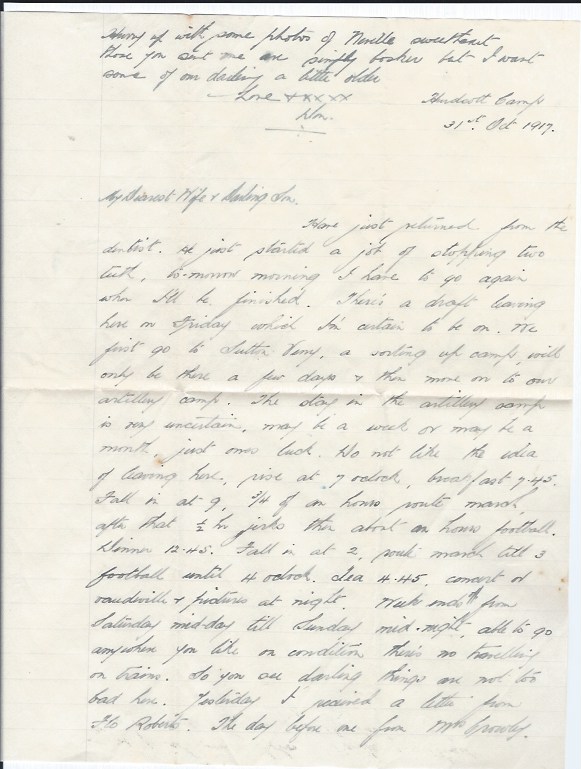 Hurry up with some photos of Neville sweetheart
those you sent me are simply bonker but I want
some of our darling a little older
Love xxxxx
Hurdcott Camp
31st Oct 1917.
My Dearest Wife & Darling Son.
Have just returned from the
dentist. He just started a job of stopping two
teeth, to-morrow morning I have to go again
when I'll be finished. There's a draft leaving
here on Friday which I'm certain to be on. We
first go to Sutton Veny, a sorting up camp, will
only be there a few days & then move on to our
artillery camp. The stay in the artillery camp
is very uncertain, may be a week or may be a
month, just ones luck. Do not like the idea
of leaving here, rise at 7 oclock, breakfast 7-45.
Fall in at 9, 3/4 of an hours route march,
after that 1/2 hr jerks then about an hours football.
Dinner 12-45. Fall in at 2, route march till 3
football until 4 oclock. Tea 4-45, concert or
vaudeville & pictures at night. Week ends from
Saturday mid-day till Sunday mid-night, able to go
anywhere you like on condition there's no travelling
on trains. So you see darling things are not too
bad here. Yesterday I received a letter from
Flo Roberts. The day before one from Mrs